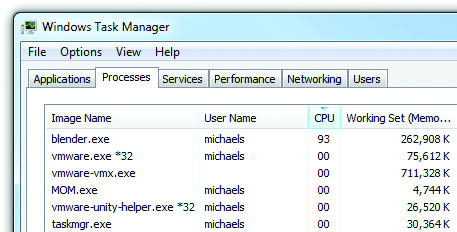 Windows Task Manager
File Options View Help
Applications Processes Services Performance Networking Users
Image Name User Name CPU Working Set (Memo...
blender.exe michaels 93 262,908 K
vmware.exe *32 michaels 00 75,612 K
vmware-vmx.exe 00 711,328 K
MOM.exe michaels 00 4,744 K
vmware-unity-helper.exe *32 michaels 00 26,520 K
taskmgr.exe michaels 00 30,364 K